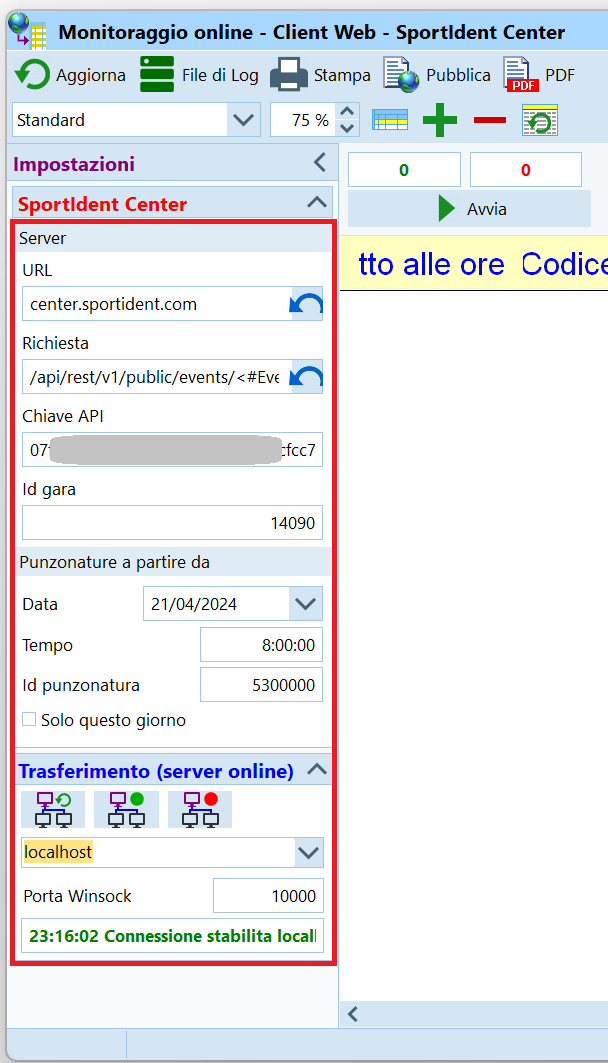 Monitoraggio online - Client Web - SportIdent Center
Aggiorna File di Log Stampa Pubblica PDF PDF
Standard 75 %
Impostazioni
0 0
SportIdent Center
Avvia
Server
tto alle ore Codice
URL
center.sportident.com
Richiesta
/api/rest/v1/public/events/<#Eve
Chiave API
07 cfcc7
Id gara
14090
Punzonature a partire da
Data 21/04/2024
Tempo 8:00:00
Id punzonatura 5300000
Solo questo giorno
Trasferimento (server online)
localhost
Porta Winsock 10000
23:16:02 Connessione stabilita local